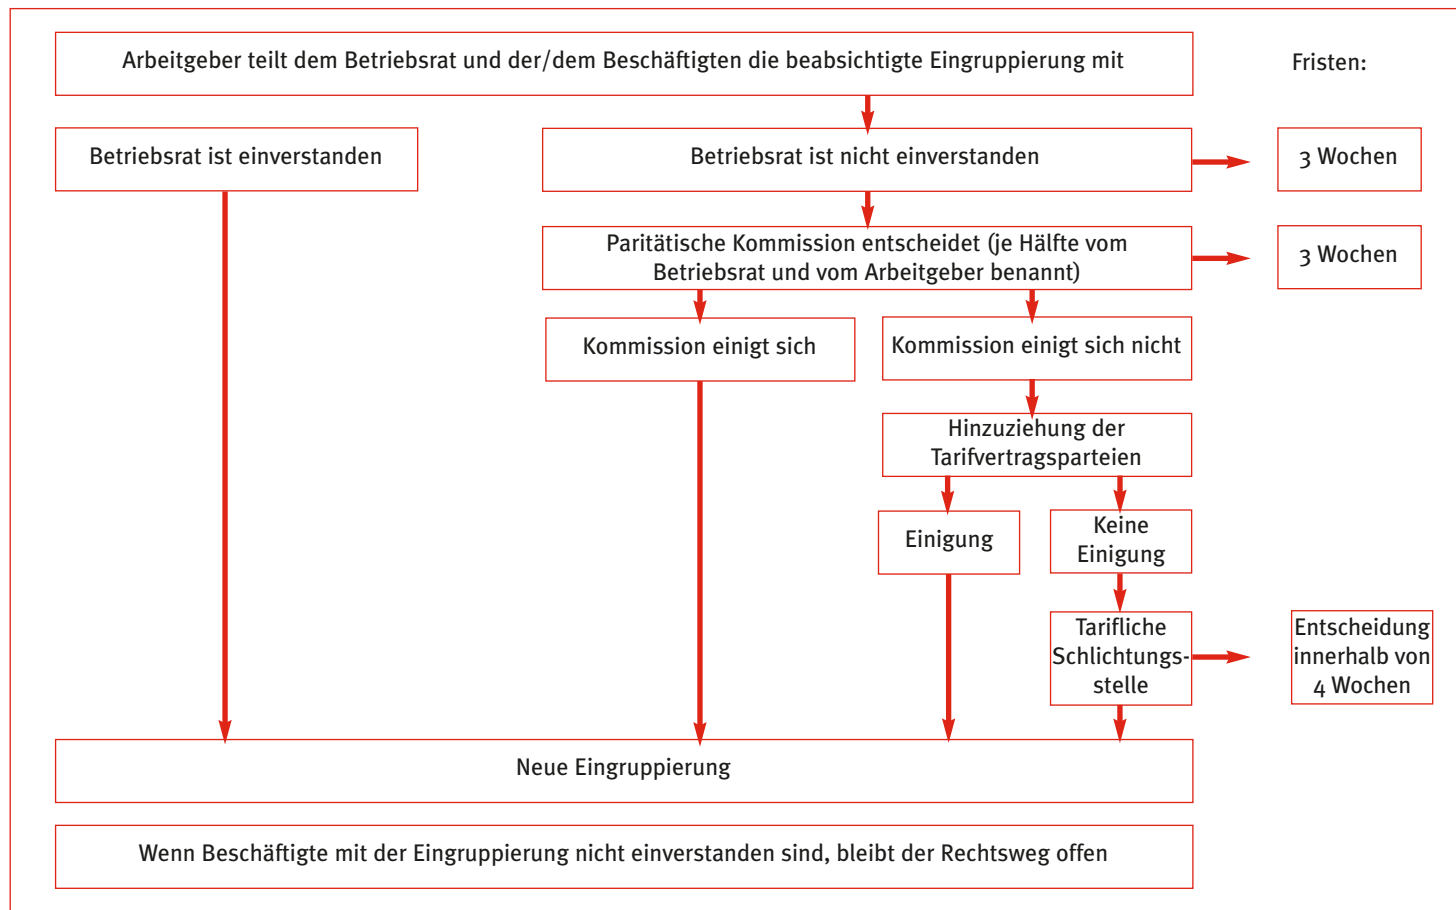 Arbeitgeber teilt dem Betriebsrat und der/dem Beschäftigten die beabsichtigte Eingruppierung mit
Fristen:
Betriebsrat ist einverstanden
Betriebsrat ist nicht einverstanden
3 Wochen
Paritätische Kommission entscheidet (je Hälfte vom
Betriebsrat und vom Arbeitgeber benannt)
3 Wochen
Kommission einigt sich
Kommission einigt sich nicht
Hinzuziehung der
Tarifvertragsparteien
Einigung
Keine
Einigung
Tarifliche
Schlichtungs-
stelle
Entscheidung
innerhalb von
4 Wochen
Neue Eingruppierung
Wenn Beschäftigte mit der Eingruppierung nicht einverstanden sind, bleibt der Rechtsweg offen